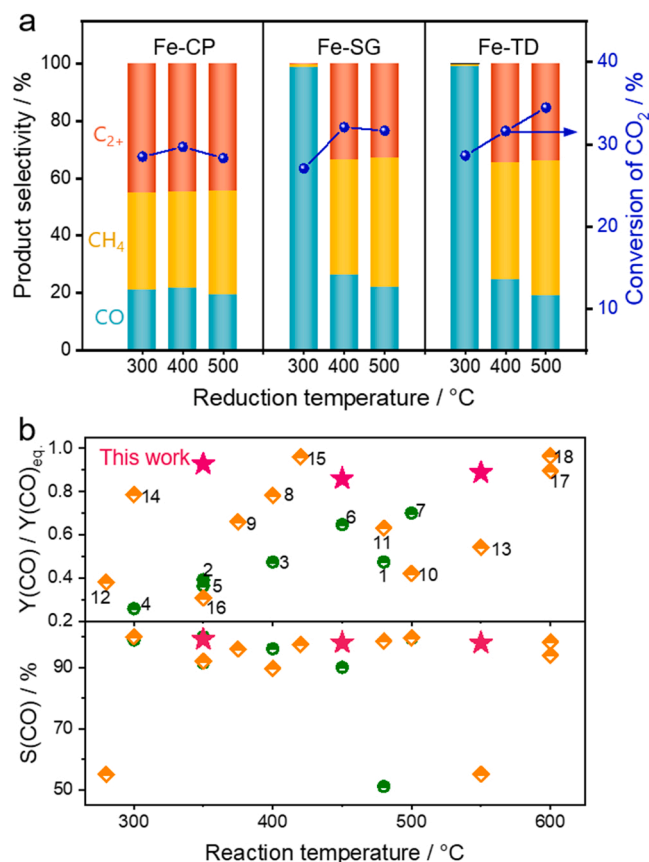 a
Fe-CP Fe-SG Fe-TD
Product selectivity / %
100
80
60
40
20
0
C2+
CH4
CO
40
30
20
10
Conversion of CO2 / %
300 400 500 300 400 500 300 400 500
Reduction temperature / °C
b
This work
Y(CO) / Y(CO)eq.
1.0
0.8
0.6
0.4
0.2
14
15
18
17
8
9
6
7
11
13
2
3
1
10
12
5
4
16
S(CO) / %
90
70
50
300 400 500 600
Reaction temperature / °C